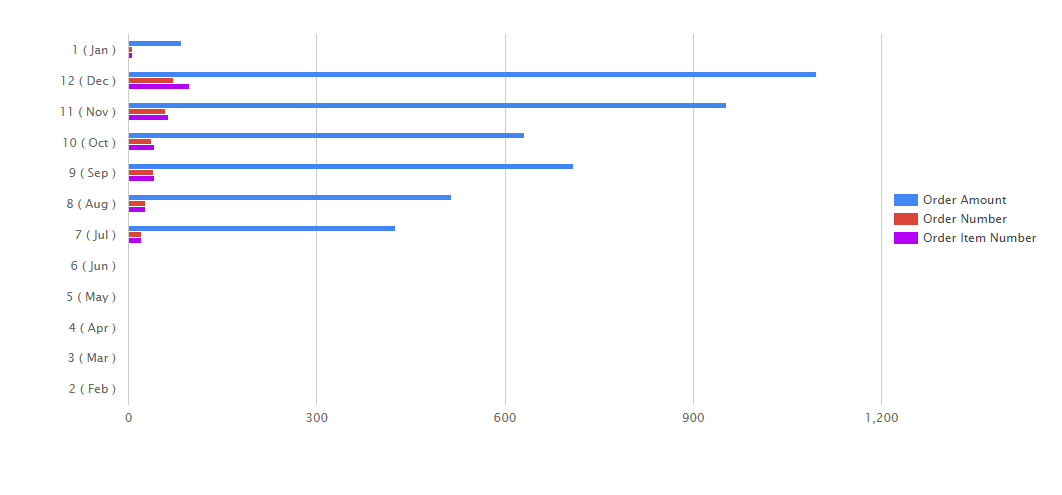 1 ( Jan )
12 ( Dec )
11 ( Nov )
10 ( Oct )
9 ( Sep )
8 ( Aug )
7 ( Jul )
6 ( Jun )
5 ( May )
4 ( Apr )
3 ( Mar )
2 ( Feb )
0 300 600 900 1,200
Order Amount
Order Number
Order Item Number